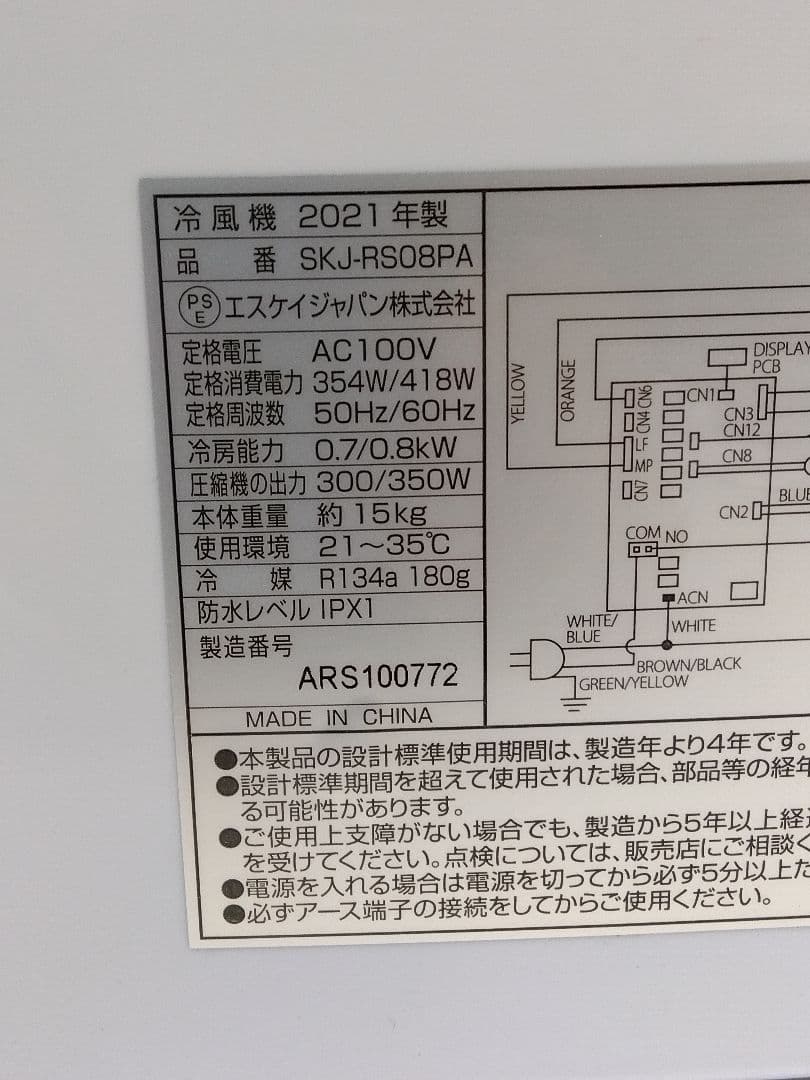 冷風機 2021年製
品番 SKJ-RS08PA
PSE エスケイジャパン株式会社
定格電圧 AC100V
定格消費電力 354W/418W
定格周波数 50Hz/60Hz
冷房能力 0.7/0.8kW
圧縮機の出力 300/350W
本体重量 約15kg
使用環境 21～35℃
冷媒 R134a 180g
防水レベル IPX1
製造番号
ARS100772
MADE IN CHINA
YELLOW
ORANGE
DISPLAY
PCB
CN1
CN6
CN3
CN4
CN12
LF
CN8
MP
CN7
BLUE
CN2
COM NO
ACN
WHITE/
BLUE
WHITE
BROWN/BLACK
GREEN/YELLOW
●本製品の設計標準使用期間は、製造年より4年です。
●設計標準期間を超えて使用された場合、部品等の経年
る可能性があります。
●ご使用上支障がない場合でも、製造から5年以上経過
を受けてください。点検については、販売店にご相談く
●電源を入れる場合は電源を切ってから必ず5分以上た
●必ずアース端子の接続をしてからご使用ください。